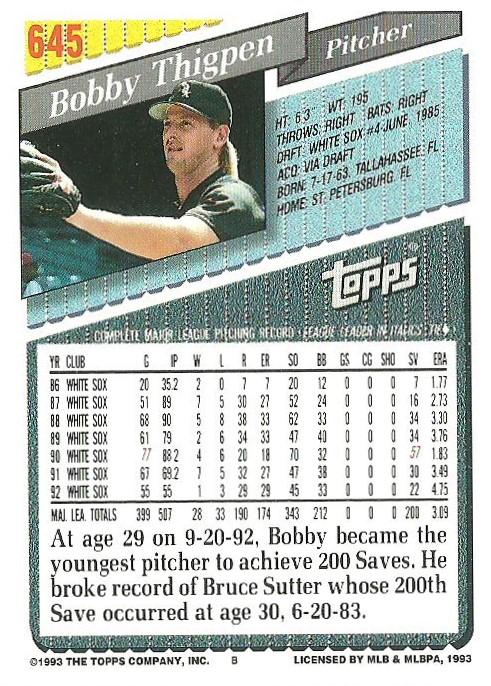 645
Bobby Thigpen
Pitcher
HT: 6'3" WT: 195
THROWS: RIGHT BATS: RIGHT
DRFT: WHITE SOX #4-JUNE, 1985
ACQ: VIA DRAFT
BORN: 7-17-63, TALLAHASSEE, FL
HOME: ST. PETERSBURG, FL
topps®
COMPLETE MAJOR LEAGUE PITCHING RECORD - LEAGUE LEADER IN ITALICS, TIE♦
YR CLUB G IP W L R ER SO BB GS CG SHO SV ERA
86 WHITE SOX 20 35.2 2 0 7 7 20 12 0 0 0 7 1.77
87 WHITE SOX 51 89 7 5 30 27 52 24 0 0 0 16 2.73
88 WHITE SOX 68 90 5 8 38 33 62 33 0 0 0 34 3.30
89 WHITE SOX 61 79 2 6 34 33 47 40 0 0 0 34 3.76
90 WHITE SOX 77 88.2 4 6 20 18 70 32 0 0 0 57 1.83
91 WHITE SOX 67 69.2 7 5 32 27 47 38 0 0 0 30 3.49
92 WHITE SOX 55 55 1 3 29 29 45 33 0 0 0 22 4.75
MAJ. LEA. TOTALS 399 507 28 33 190 174 343 212 0 0 0 200 3.09
At age 29 on 9-20-92, Bobby became the
youngest pitcher to achieve 200 Saves. He
broke record of Bruce Sutter whose 200th
Save occurred at age 30, 6-20-83.
©1993 THE TOPPS COMPANY, INC. B LICENSED BY MLB & MLBPA, 1993